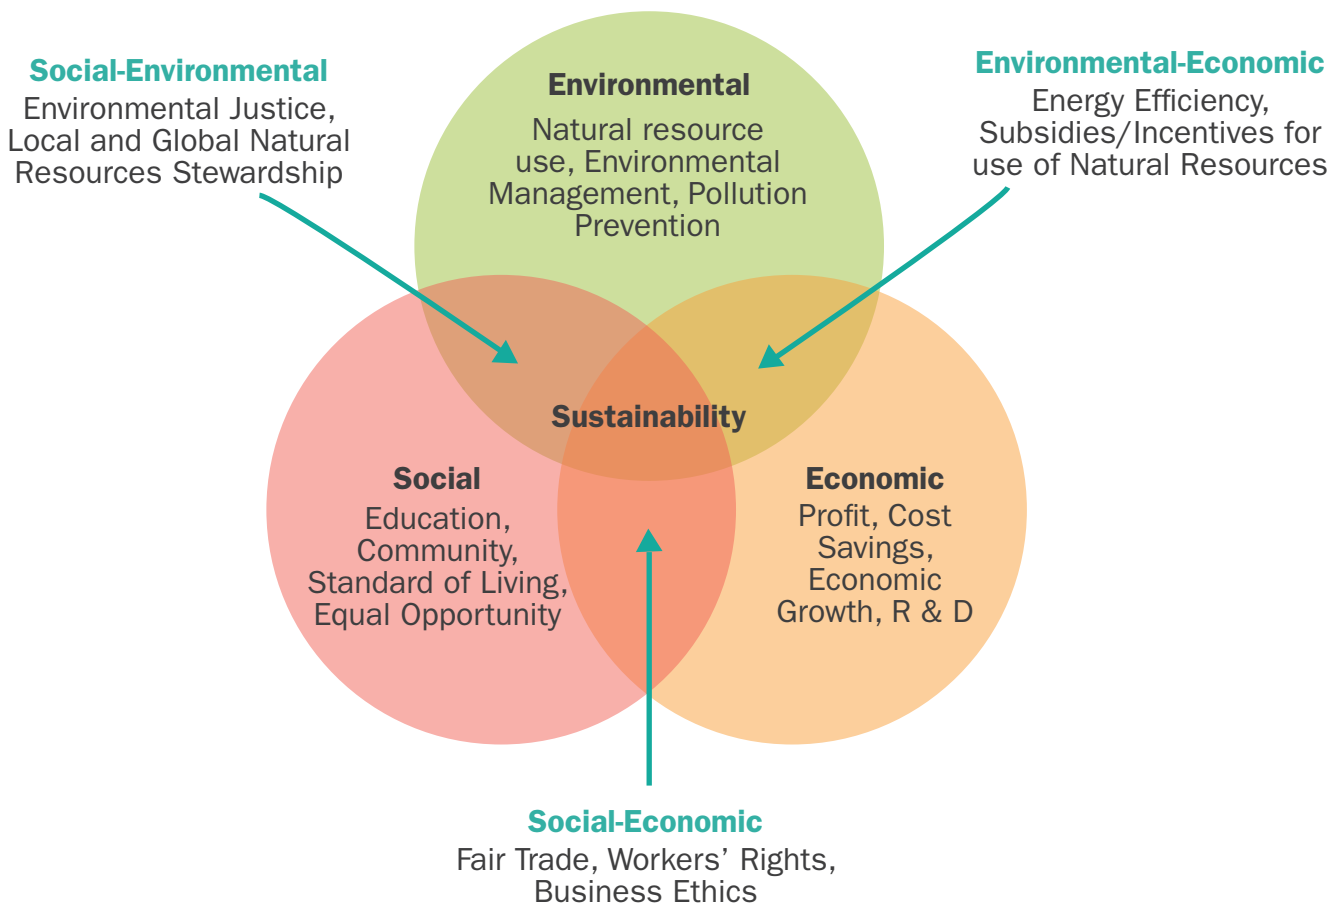 Social-Environmental
Environmental Justice,
Local and Global Natural
Resources Stewardship
Environmental
Natural resource
use, Environmental
Management, Pollution
Prevention
Environmental-Economic
Energy Efficiency,
Subsidies/Incentives for
use of Natural Resources
Sustainability
Social
Education,
Community,
Standard of Living,
Equal Opportunity
Economic
Profit, Cost
Savings,
Economic
Growth, R & D
Social-Economic
Fair Trade, Workers’ Rights,
Business Ethics